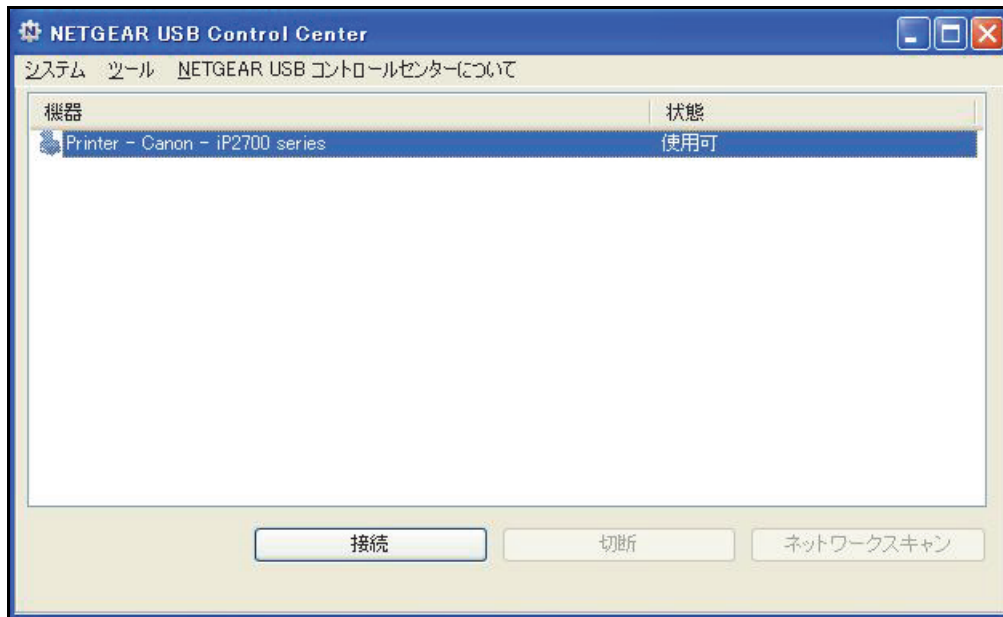 NETGEAR USB Control Center
システム ツール NETGEAR USB コントロールセンターについて
機器 状態
Printer - Canon - iP2700 series 使用可
接続 切断 ネットワークスキャン